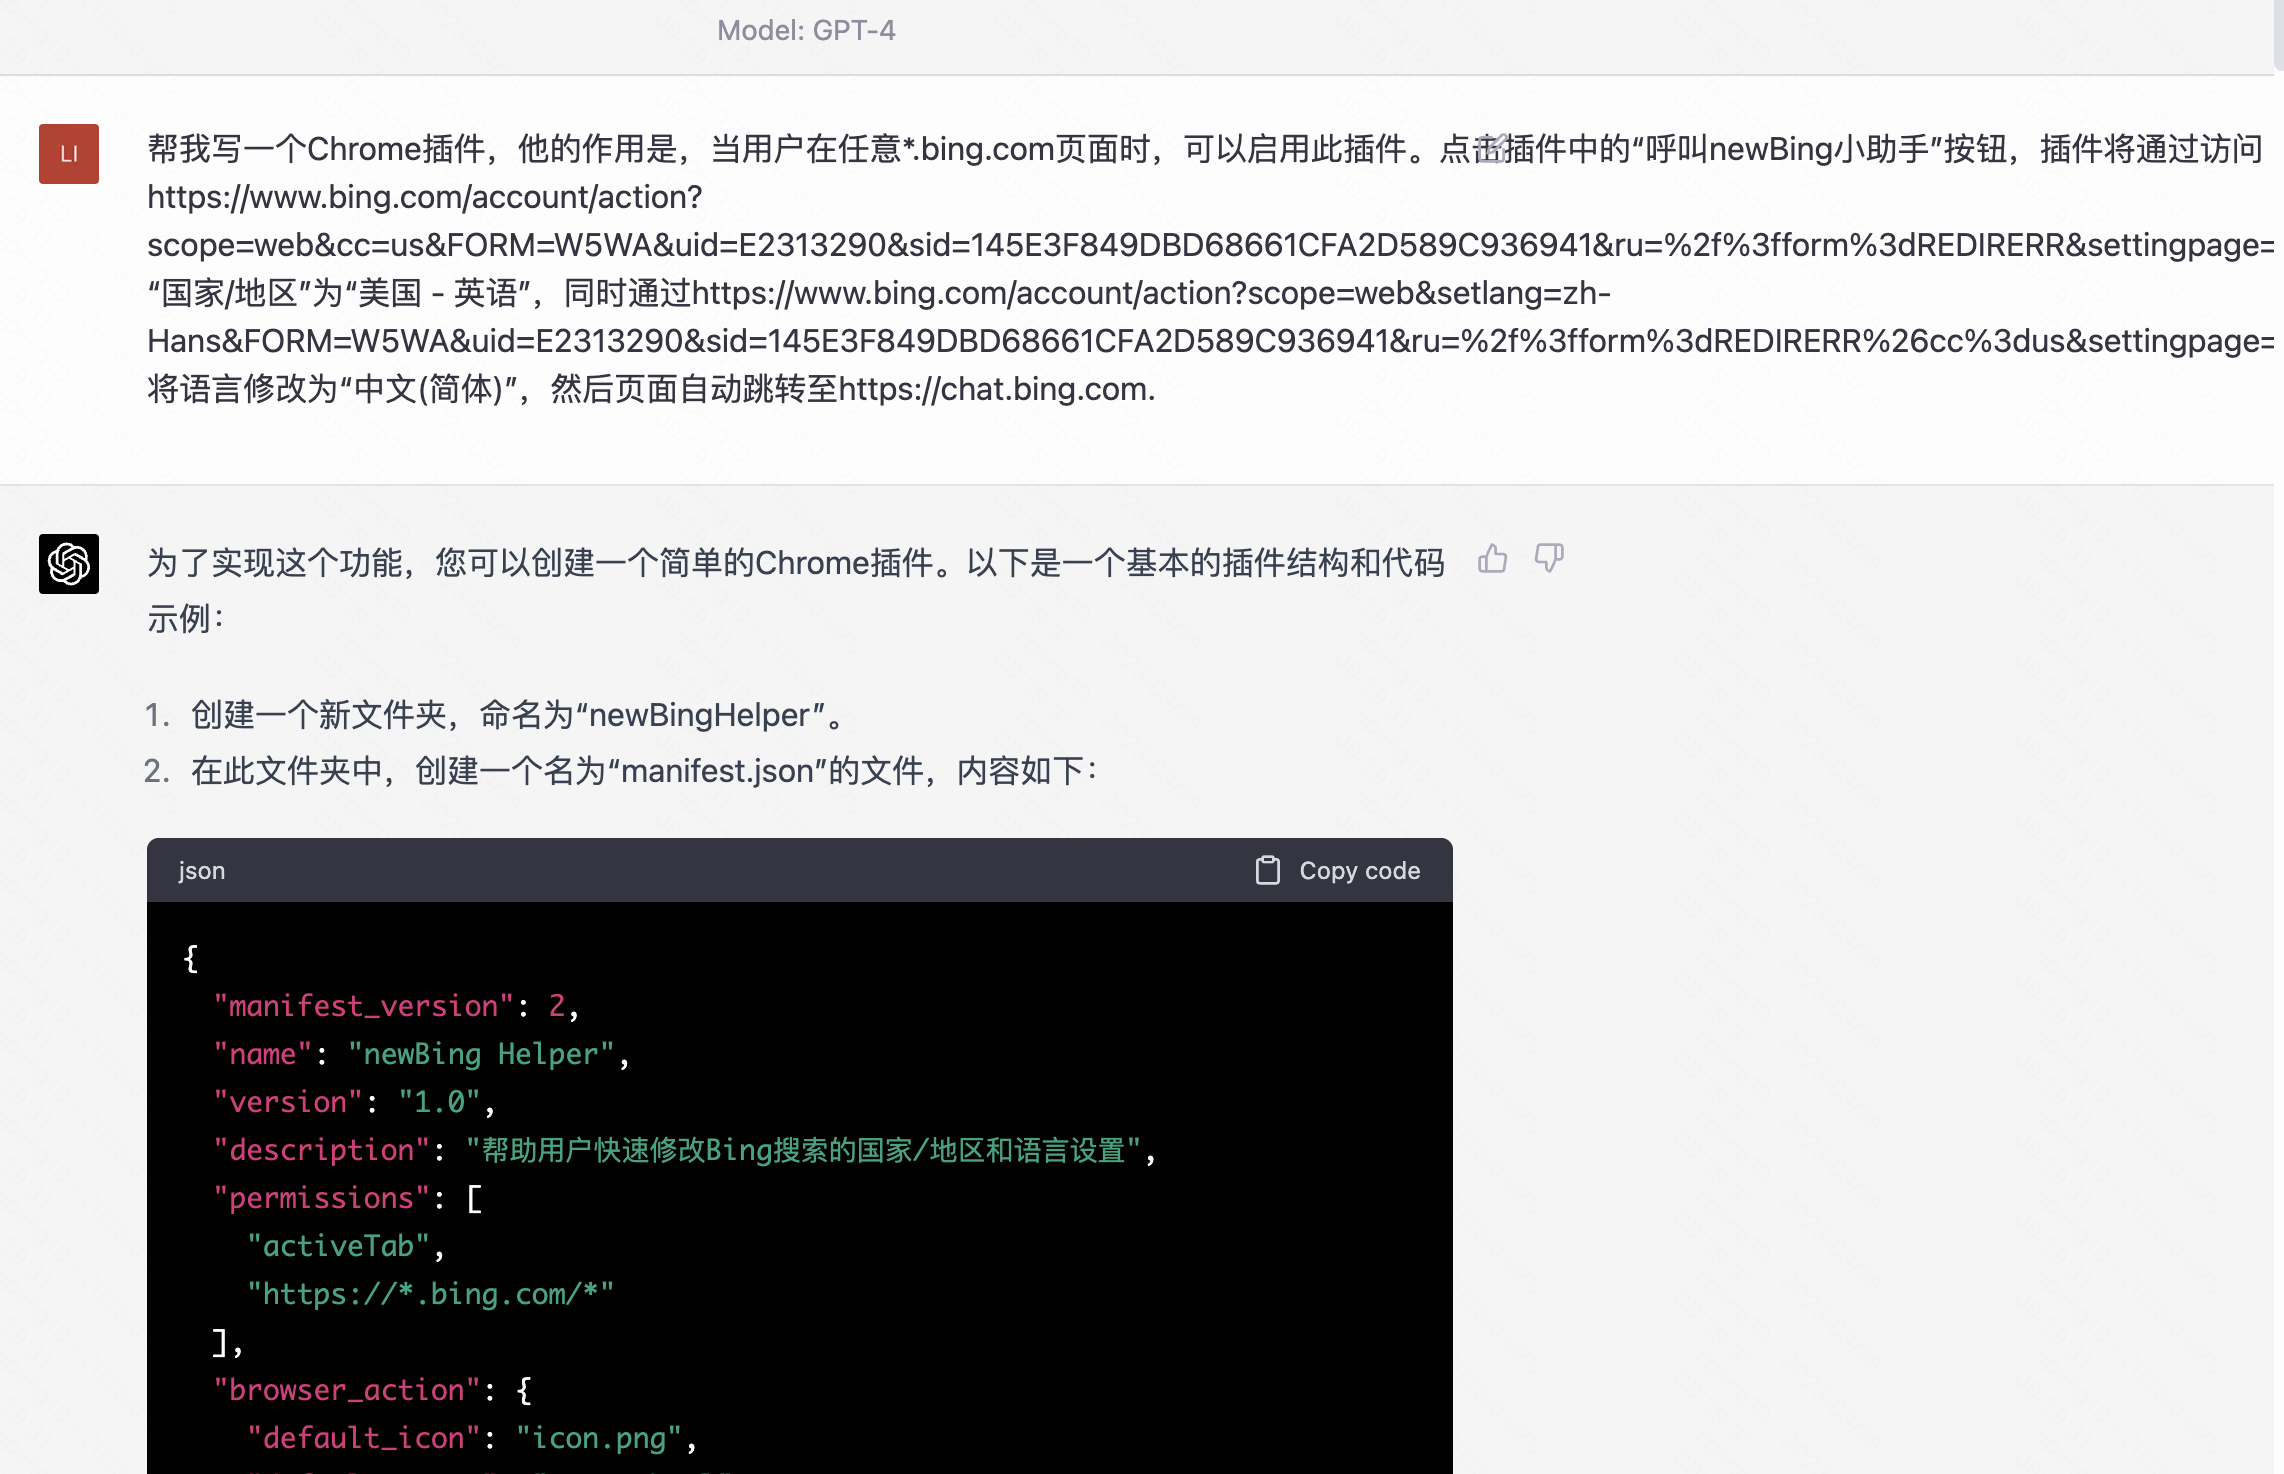 Model: GPT-4
LI
帮我写一个Chrome插件，他的作用是，当用户在任意*.bing.com页面时，可以启用此插件。点击插件中的“呼叫newBing小助手”按钮，插件将通过访问
https://www.bing.com/account/action?
scope=web&cc=us&FORM=W5WA&uid=E2313290&sid=145E3F849DBD68661CFA2D589C936941&ru=%2f%3fform%3dREDIRERR&settingpage=
“国家/地区”为“美国 - 英语”，同时通过https://www.bing.com/account/action?scope=web&setlang=zh-
Hans&FORM=W5WA&uid=E2313290&sid=145E3F849DBD68661CFA2D589C936941&ru=%2f%3fform%3dREDIRERR%26cc%3dus&settingpage=
将语言修改为“中文(简体)”，然后页面自动跳转至https://chat.bing.com.
为了实现这个功能，您可以创建一个简单的Chrome插件。以下是一个基本的插件结构和代码
示例：
1. 创建一个新文件夹，命名为“newBingHelper”。
2. 在此文件夹中，创建一个名为“manifest.json”的文件，内容如下：
json
Copy code
{
"manifest_version": 2,
"name": "newBing Helper",
"version": "1.0",
"description": "帮助用户快速修改Bing搜索的国家/地区和语言设置",
"permissions": [
"activeTab",
"https://*.bing.com/*"
],
"browser_action": {
"default_icon": "icon.png",